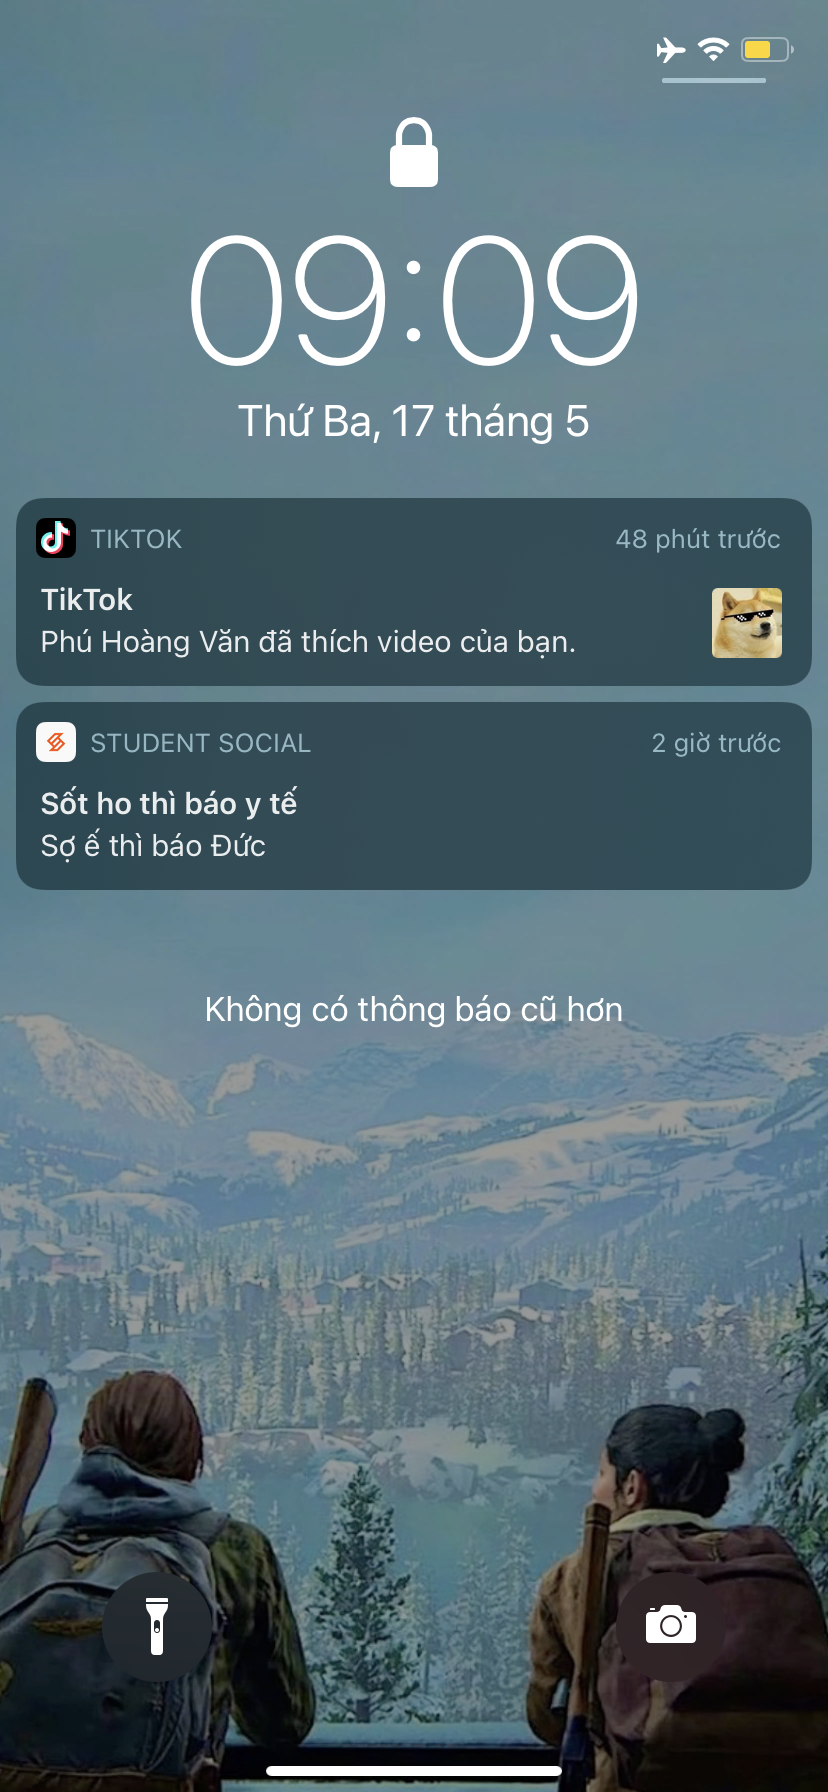 09:09
Thứ Ba, 17 tháng 5
TIKTOK
48 phút trước
TikTok
Phú Hoàng Văn đã thích video của bạn.
STUDENT SOCIAL
2 giờ trước
Sốt ho thì báo y tế
Sợ ế thì báo Đức
Không có thông báo cũ hơn